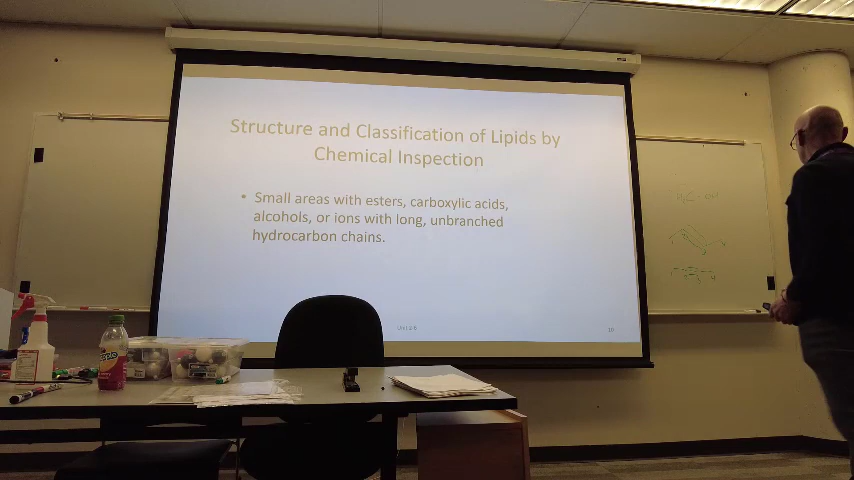 Structure and Classification of Lipids by
Chemical Inspection
• Small areas with esters, carboxylic acids,
alcohols, or ions with long, unbranched
hydrocarbon chains.
10